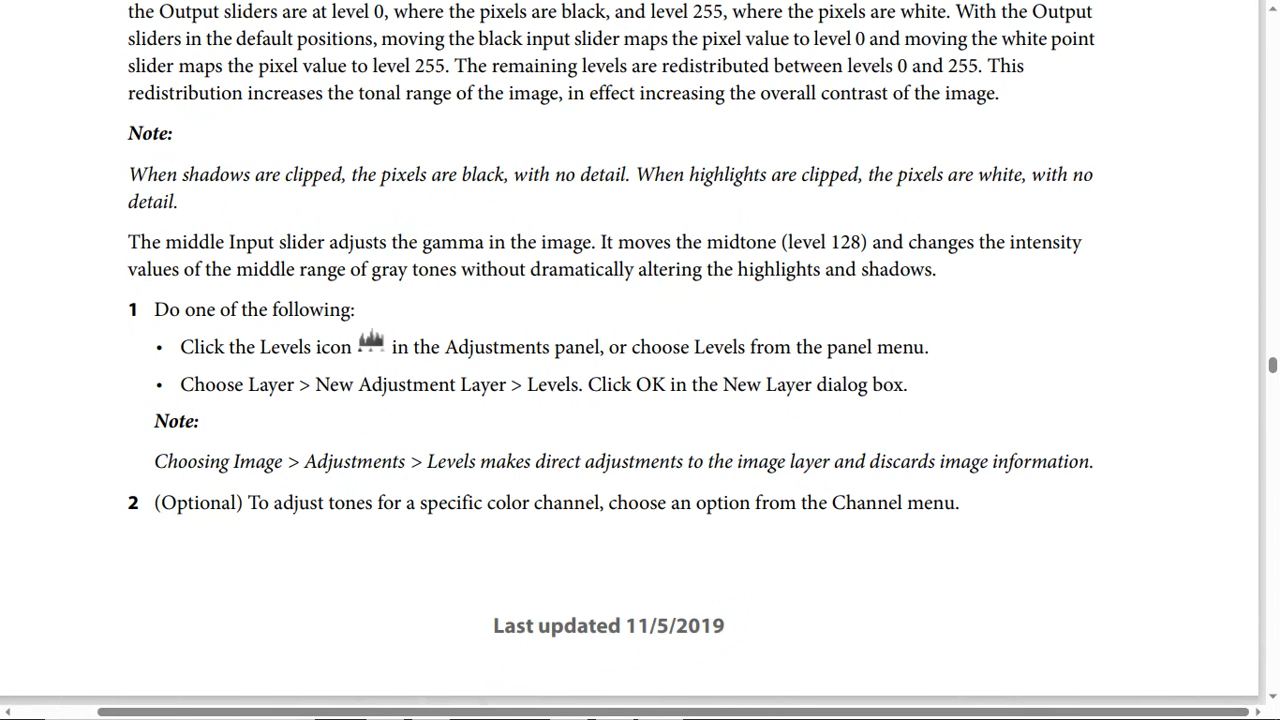 the Output sliders are at level 0, where the pixels are black, and level 255, where the pixels are white. With the Output
sliders in the default positions, moving the black input slider maps the pixel value to level 0 and moving the white point
slider maps the pixel value to level 255. The remaining levels are redistributed between levels 0 and 255. This
redistribution increases the tonal range of the image, in effect increasing the overall contrast of the image.
Note:
When shadows are clipped, the pixels are black, with no detail. When highlights are clipped, the pixels are white, with no
detail.
The middle Input slider adjusts the gamma in the image. It moves the midtone (level 128) and changes the intensity
values of the middle range of gray tones without dramatically altering the highlights and shadows.
1 Do one of the following:
• Click the Levels icon in the Adjustments panel, or choose Levels from the panel menu.
• Choose Layer > New Adjustment Layer > Levels. Click OK in the New Layer dialog box.
Note:
Choosing Image > Adjustments > Levels makes direct adjustments to the image layer and discards image information.
2 (Optional) To adjust tones for a specific color channel, choose an option from the Channel menu.
Last updated 11/5/2019